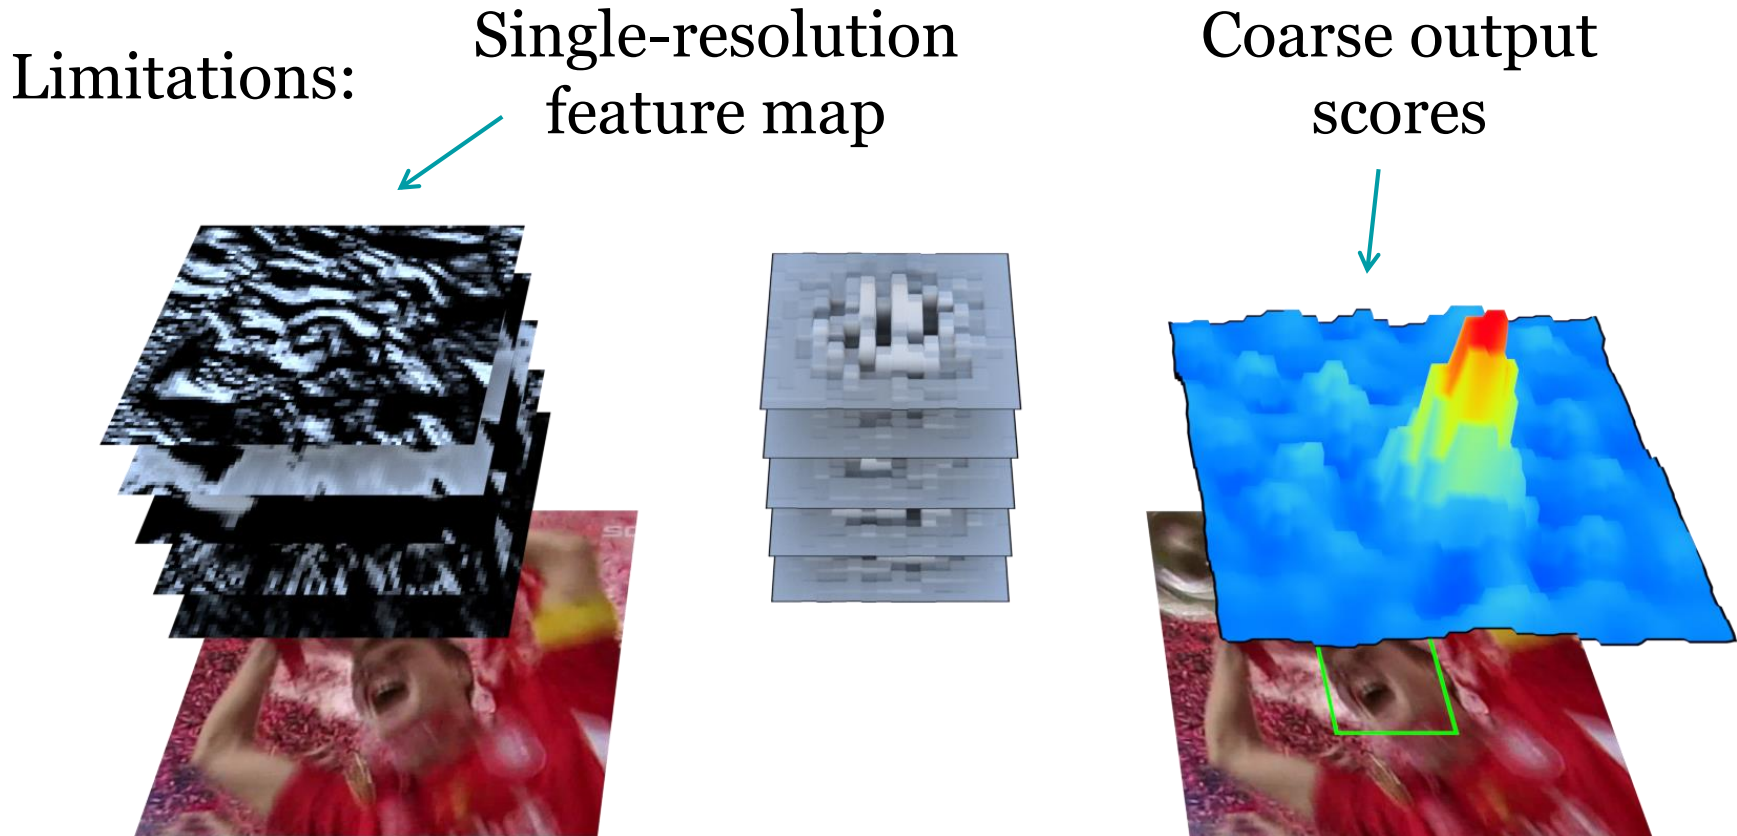 Limitations:
Single-resolution
feature map
Coarse output
scores